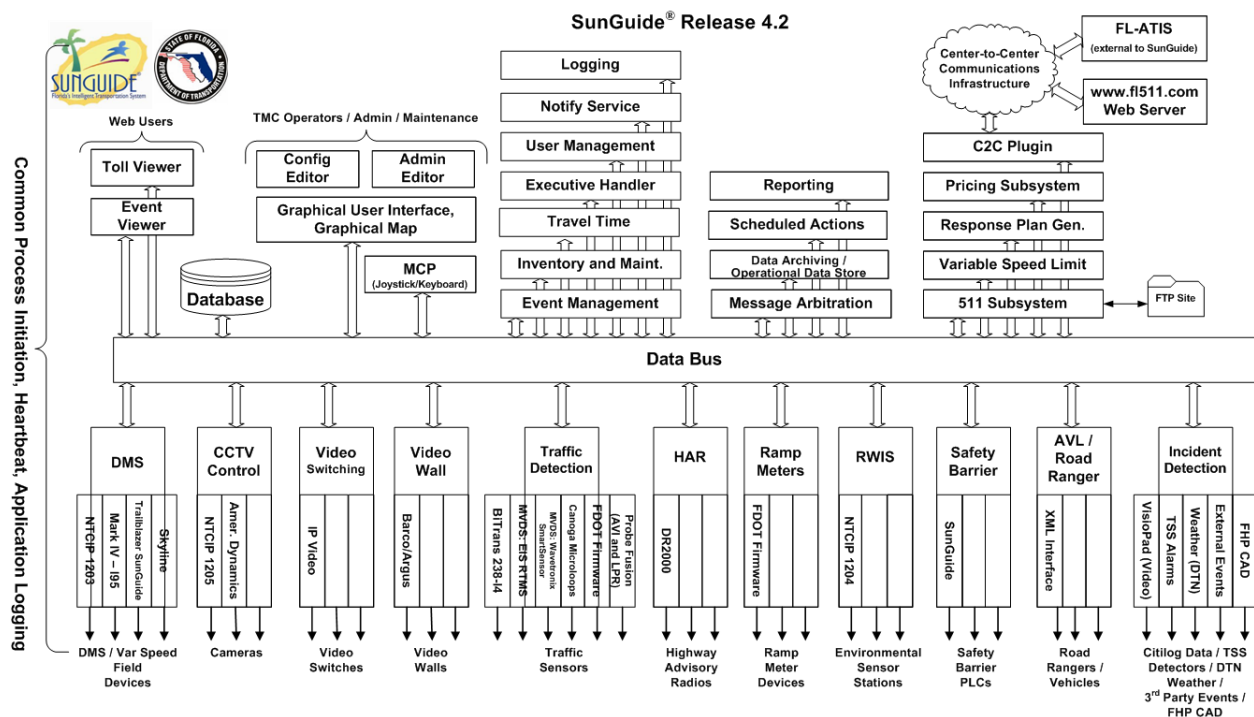 SunGuide® Release 4.2
SUNGUIDE®
Florida's Intelligent Transportation System
STATE OF FLORIDA
DEPARTMENT OF TRANSPORTATION
Common Process Initiation, Heartbeat, Application Logging
Web Users
Toll Viewer
Event
Viewer
Database
TMC Operators / Admin / Maintenance
Config
Editor
Admin
Editor
Graphical User Interface,
Graphical Map
MCP
(Joystick/Keyboard)
Logging
Notify Service
User Management
Executive Handler
Travel Time
Inventory and Maint.
Event Management
Reporting
Scheduled Actions
Data Archiving /
Operational Data Store
Message Arbitration
Center-to-Center
Communications
Infrastructure
FL-ATIS
(external to SunGuide)
www.fl511.com
Web Server
C2C Plugin
Pricing Subsystem
Response Plan Gen.
Variable Speed Limit
511 Subsystem
FTP Site
Data Bus
DMS
NTCIP 1203
Mark IV – I95
Trailblazer SunGuide
Skyline
DMS / Var Speed
Field
Devices
CCTV
Control
NTCIP 1205
Amer. Dynamics
Cameras
Video
Switching
IP Video
Video
Switches
Video
Wall
Barco/Argus
Video
Walls
Traffic
Detection
BiTrans 238-I4
MVDS: EIS RTMS
MVDS: Wavetronix
SmartSensor
Canoga Microloops
FDOT Firmware
Probe Fusion
(AVI and LPR)
Traffic
Sensors
HAR
DR2000
Highway
Advisory
Radios
Ramp
Meters
FDOT Firmware
Ramp
Meter
Devices
RWIS
NTCIP 1204
Environmental
Sensor
Stations
Safety
Barrier
SunGuide
Safety
Barrier
PLCs
AVL /
Road
Ranger
XML Interface
Road
Rangers /
Vehicles
Incident
Detection
VisioPad (Video)
TSS Alarms
Weather (DTN)
External Events
FHP CAD
Citilog Data / TSS
Detectors / DTN
Weather /
3rd Party Events /
FHP CAD